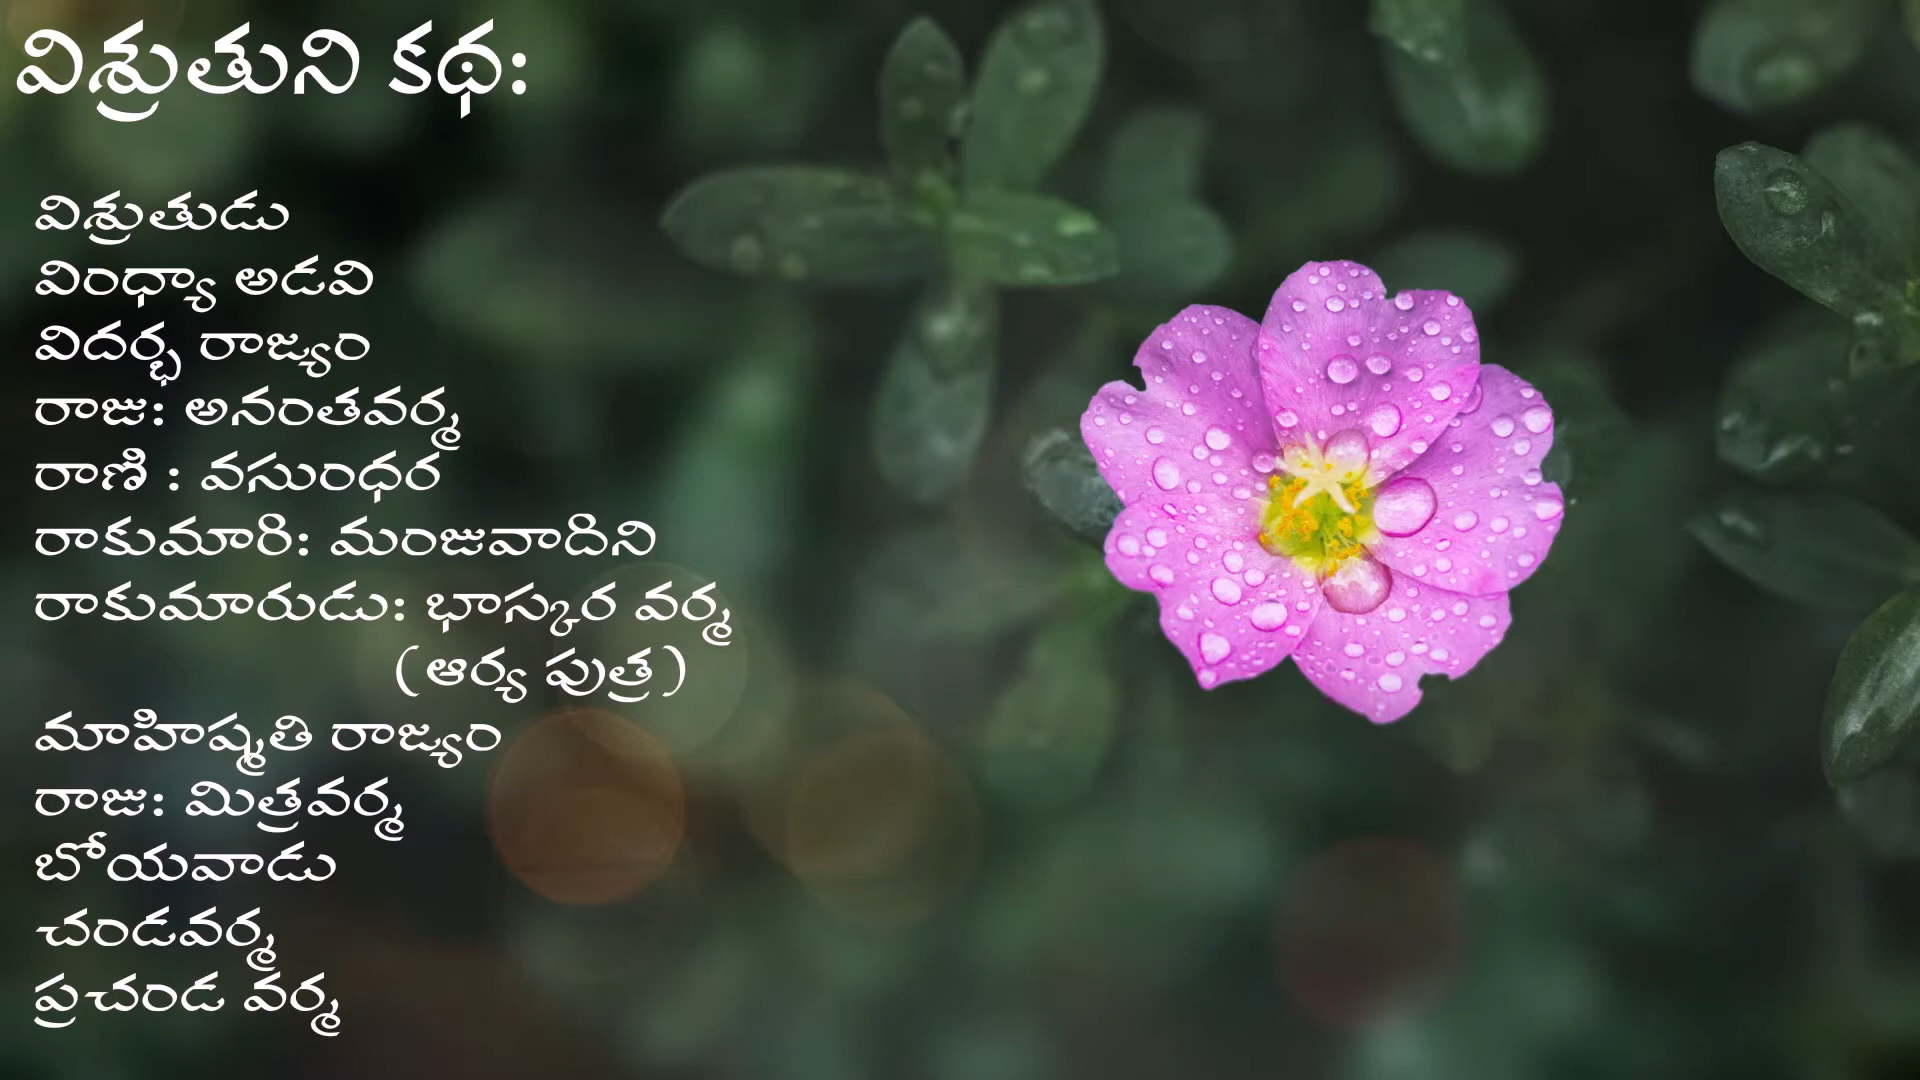 విశ్రుతుని కథ:
విశ్రుతుడు
వింధ్యా అడవి
విదర్భ రాజ్యం
రాజు: అనంతవర్మ
రాణి : వసుంధర
రాకుమారి: మంజువాదిని
రాకుమారుడు: భాస్కర వర్మ
(ఆర్య పుత్ర)
మాహిష్మతి రాజ్యం
రాజు: మిత్రవర్మ
బోయవాడు
చండవర్మ
ప్రచండ వర్మ